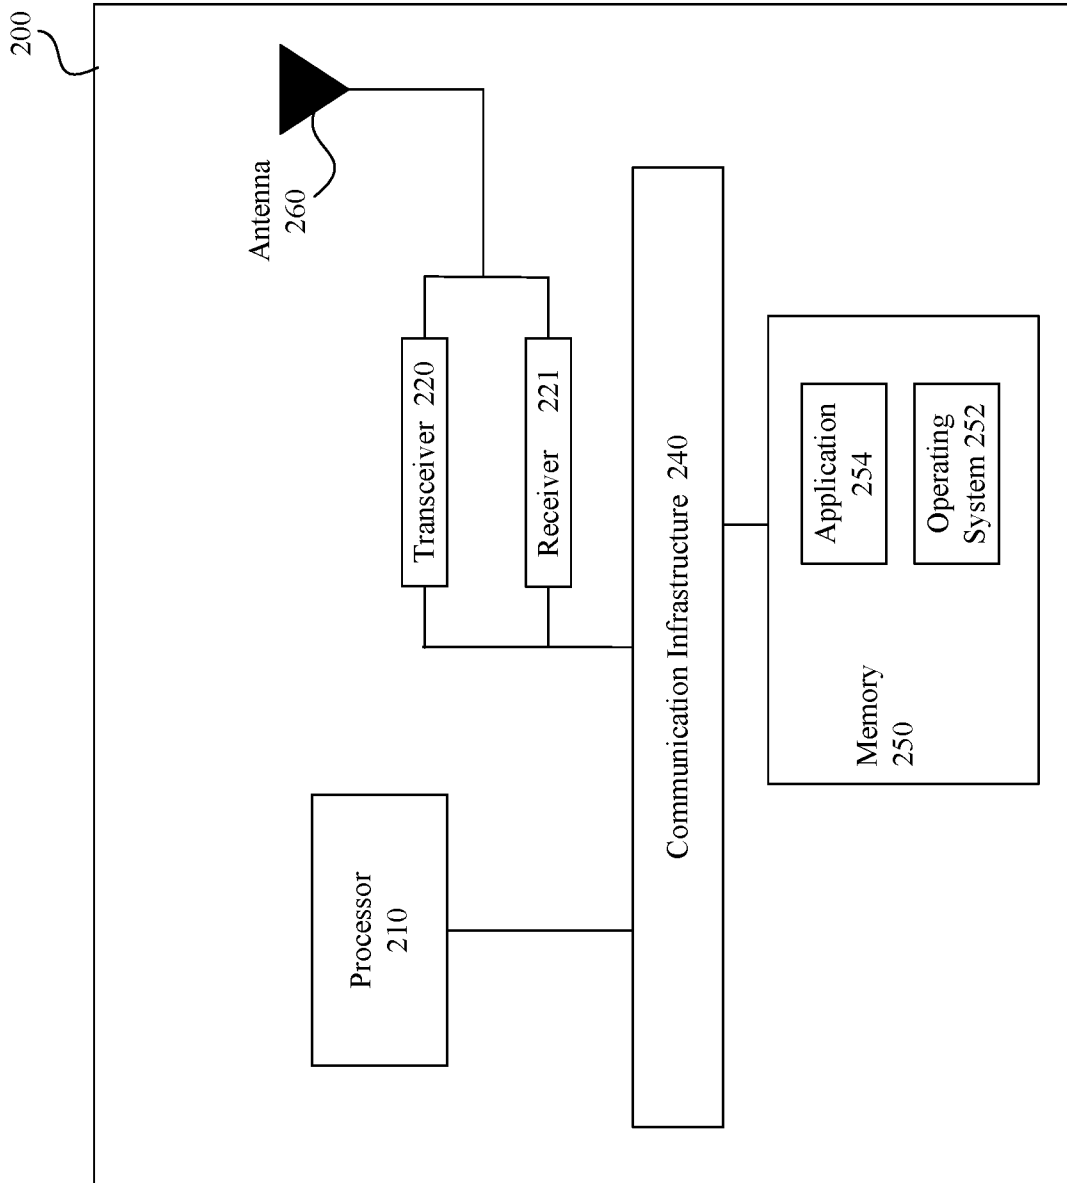 200
Antenna
260
Transceiver 220
Receiver 221
Processor
210
Communication Infrastructure 240
Memory
250
Application
254
Operating
System 252